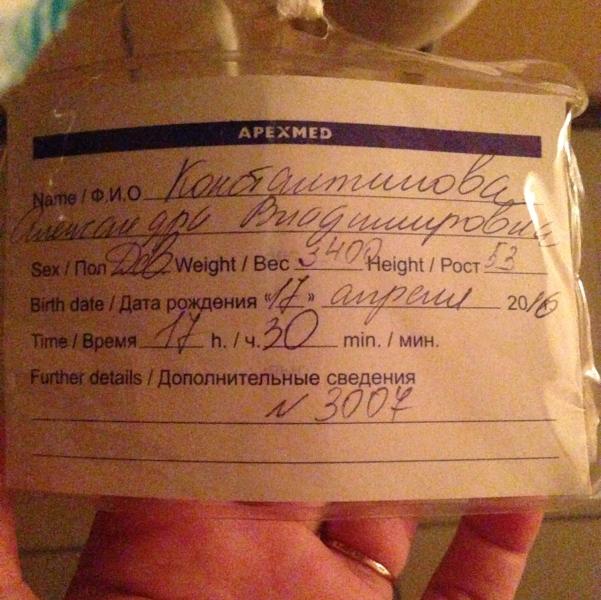 APEXMED
Name / Ф.И.О Константинова
Александра Владимировна
Sex / Пол Дев Weight / Вес 3400 Height / Рост 53
Birth date / Дата рождения «17» апреля 2016
Time / Время 17 h. / ч. 30 min. / мин.
Further details / Дополнительные сведения
N 3007